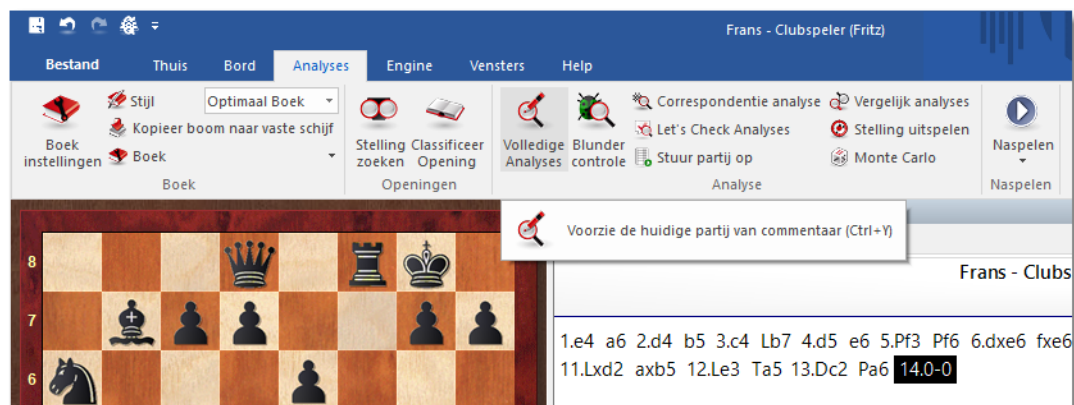 Frans - Clubspeler (Fritz)
Bestand Thuis Bord Analyses Engine Vensters Help
Boek instellingen
Stijl Optimaal Boek
Kopieer boom naar vaste schijf
Boek
Boek
Stelling zoeken
Classificeer Opening
Openingen
Volledige Analyses
Blunder controle
Correspondentie analyse
Let's Check Analyses
Stuur partij op
Vergelijk analyses
Stelling uitspelen
Monte Carlo
Analyse
Naspelen
Naspelen
Voorzie de huidige partij van commentaar (Ctrl+Y)
8
7
6
Frans - Clubs
1.e4 a6 2.d4 b5 3.c4 Lb7 4.d5 e6 5.Pf3 Pf6 6.dxe6 fxe6
11.Lxd2 axb5 12.Le3 Ta5 13.Dc2 Pa6 14.0-0